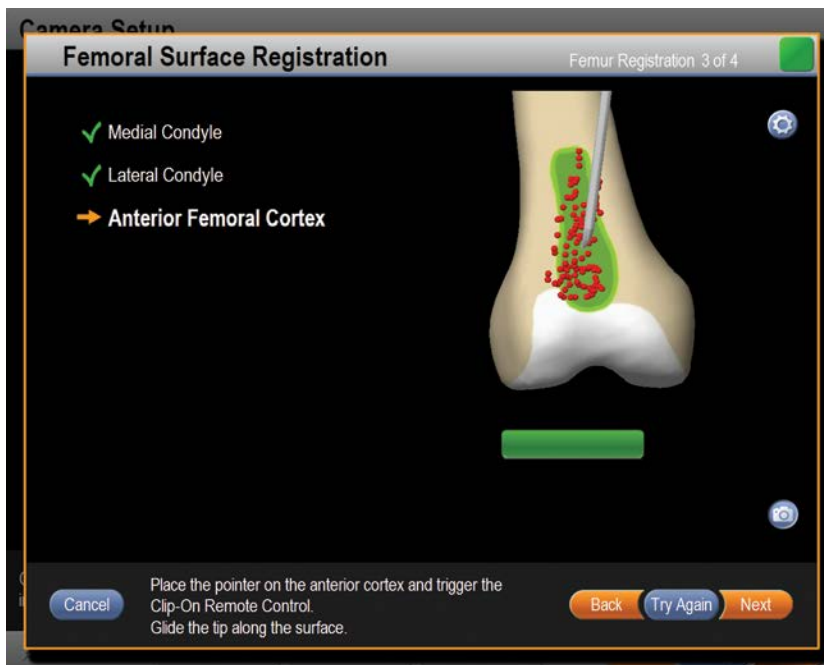 Camera Setup
Femoral Surface Registration
Femur Registration 3 of 4
Medial Condyle
Lateral Condyle
Anterior Femoral Cortex
Cancel
Place the pointer on the anterior cortex and trigger the
Clip-On Remote Control.
Glide the tip along the surface.
Back
Try Again
Next